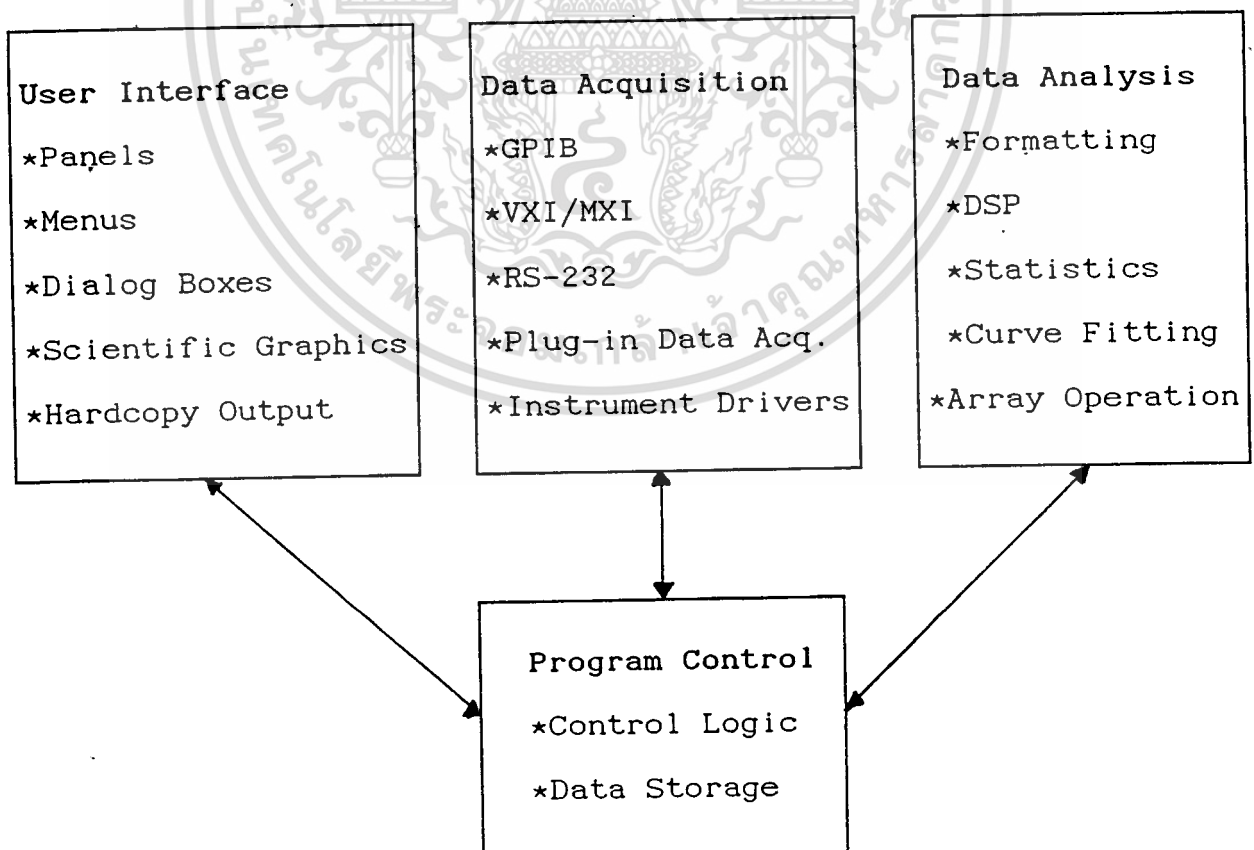 User Interface
*Panels
*Menus
*Dialog Boxes
*Scientific Graphics
*Hardcopy Output
Data Acquisition
*GPIB
*VXI/MXI
*RS-232
*Plug-in Data Acq.
*Instrument Drivers
Data Analysis
*Formatting
*DSP
*Statistics
*Curve Fitting
*Array Operation
Program Control
*Control Logic
*Data Storage